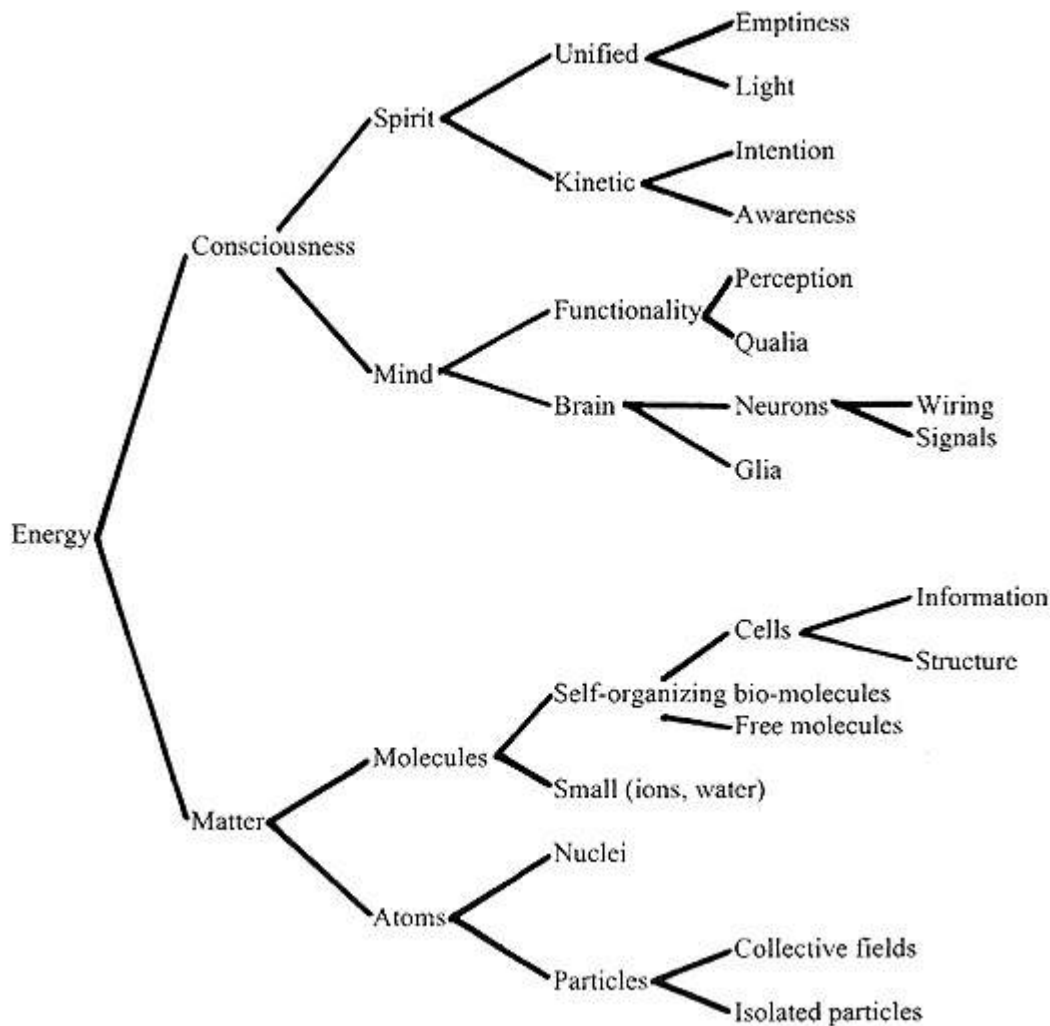 Emptiness
Unified
Light
Spirit
Intention
Kinetic
Awareness
Consciousness
Perception
Functionality
Qualia
Mind
Brain
Neurons
Wiring
Signals
Glia
Energy
Information
Cells
Structure
Self-organizing bio-molecules
Free molecules
Molecules
Small (ions, water)
Matter
Nuclei
Atoms
Collective fields
Particles
Isolated particles